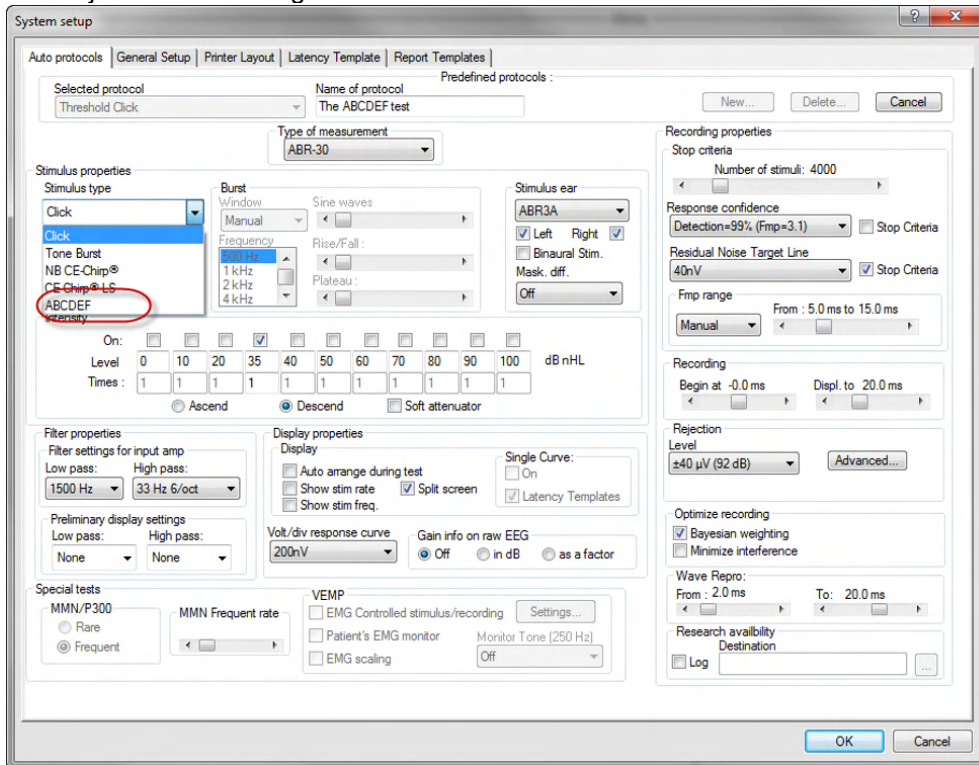 System setup
Auto protocols General Setup Printer Layout Latency Template Report Templates
Predefined protocols :
Selected protocol
Threshold Click
Name of protocol
The ABCDEF test
New... Delete... Cancel
Type of measurement
ABR-30
Stimulus properties
Stimulus type
Click
Click
Tone Burst
NB CE-Chirp®
CE-Chirp® LS
ABCDEF
Intensity
Burst
Window
Manual
Sine waves
Frequency
500 Hz
1 kHz
2 kHz
4 kHz
Rise/Fall :
Plateau :
Stimulus ear
ABR3A
Left Right
Binaural Stim.
Mask. diff.
Off
On:
Level 0 10 20 35 40 50 60 70 80 90 100 dB nHL
Times : 1 1 1 1 1 1 1 1 1 1 1
Ascend Descend Soft attenuator
Filter properties
Filter settings for input amp
Low pass: High pass:
1500 Hz 33 Hz 6/oct
Preliminary display settings
Low pass: High pass:
None None
Display properties
Display
Auto arrange during test
Show stim rate Split screen
Show stim freq.
Single Curve:
On
Latency Templates
Volt/div response curve
200nV
Gain info on raw EEG
Off in dB as a factor
Special tests
MMN/P300
Rare
Frequent
MMN Frequent rate
VEMP
EMG Controlled stimulus/recording Settings...
Patient's EMG monitor
EMG scaling
Monitor Tone (250 Hz)
Off
Recording properties
Stop criteria
Number of stimuli: 4000
Response confidence
Detection=99% (Fmp=3.1) Stop Criteria
Residual Noise Target Line
40nV Stop Criteria
Fmp range
From : 5.0 ms to 15.0 ms
Manual
Recording
Begin at -0.0 ms Displ. to 20.0 ms
Rejection
Level
±40 µV (92 dB) Advanced...
Optimize recording
Bayesian weighting
Minimize interference
Wave Repro:
From : 2.0 ms To: 20.0 ms
Research availbility
Destination
Log ...
OK Cancel